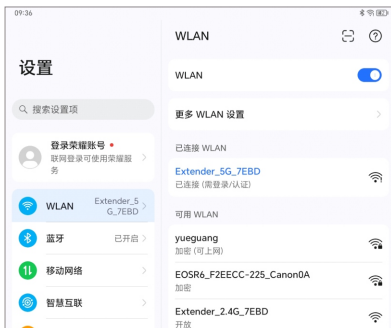 09:36
WLAN
设置
WLAN
搜索设置项
更多 WLAN 设置
登录荣耀账号
联网登录可使用荣耀服
务
已连接 WLAN
Extender_5G_7EBD
已连接 (需登录/认证)
WLAN
Extender_5
G_7EBD
可用 WLAN
蓝牙
已开启
yueguang
加密 (可上网)
移动网络
EOSR6_F2EECC-225_Canon0A
加密
智慧互联
Extender_2.4G_7EBD
开放